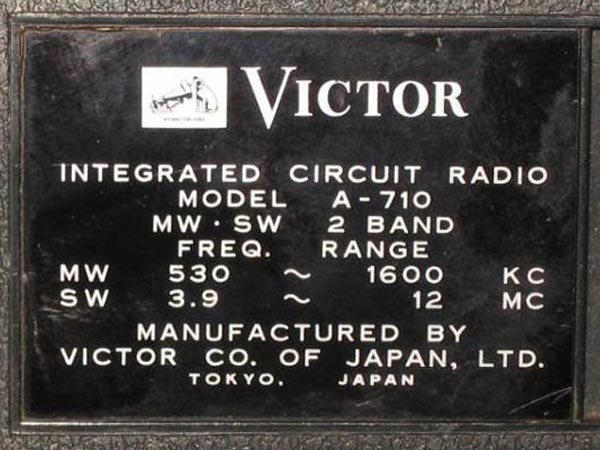 VICTOR
INTEGRATED CIRCUIT RADIO
MODEL A-710
MW · SW 2 BAND
FREQ. RANGE
MW 530 ~ 1600 KC
SW 3.9 ~ 12 MC
MANUFACTURED BY
VICTOR CO. OF JAPAN, LTD.
TOKYO. JAPAN